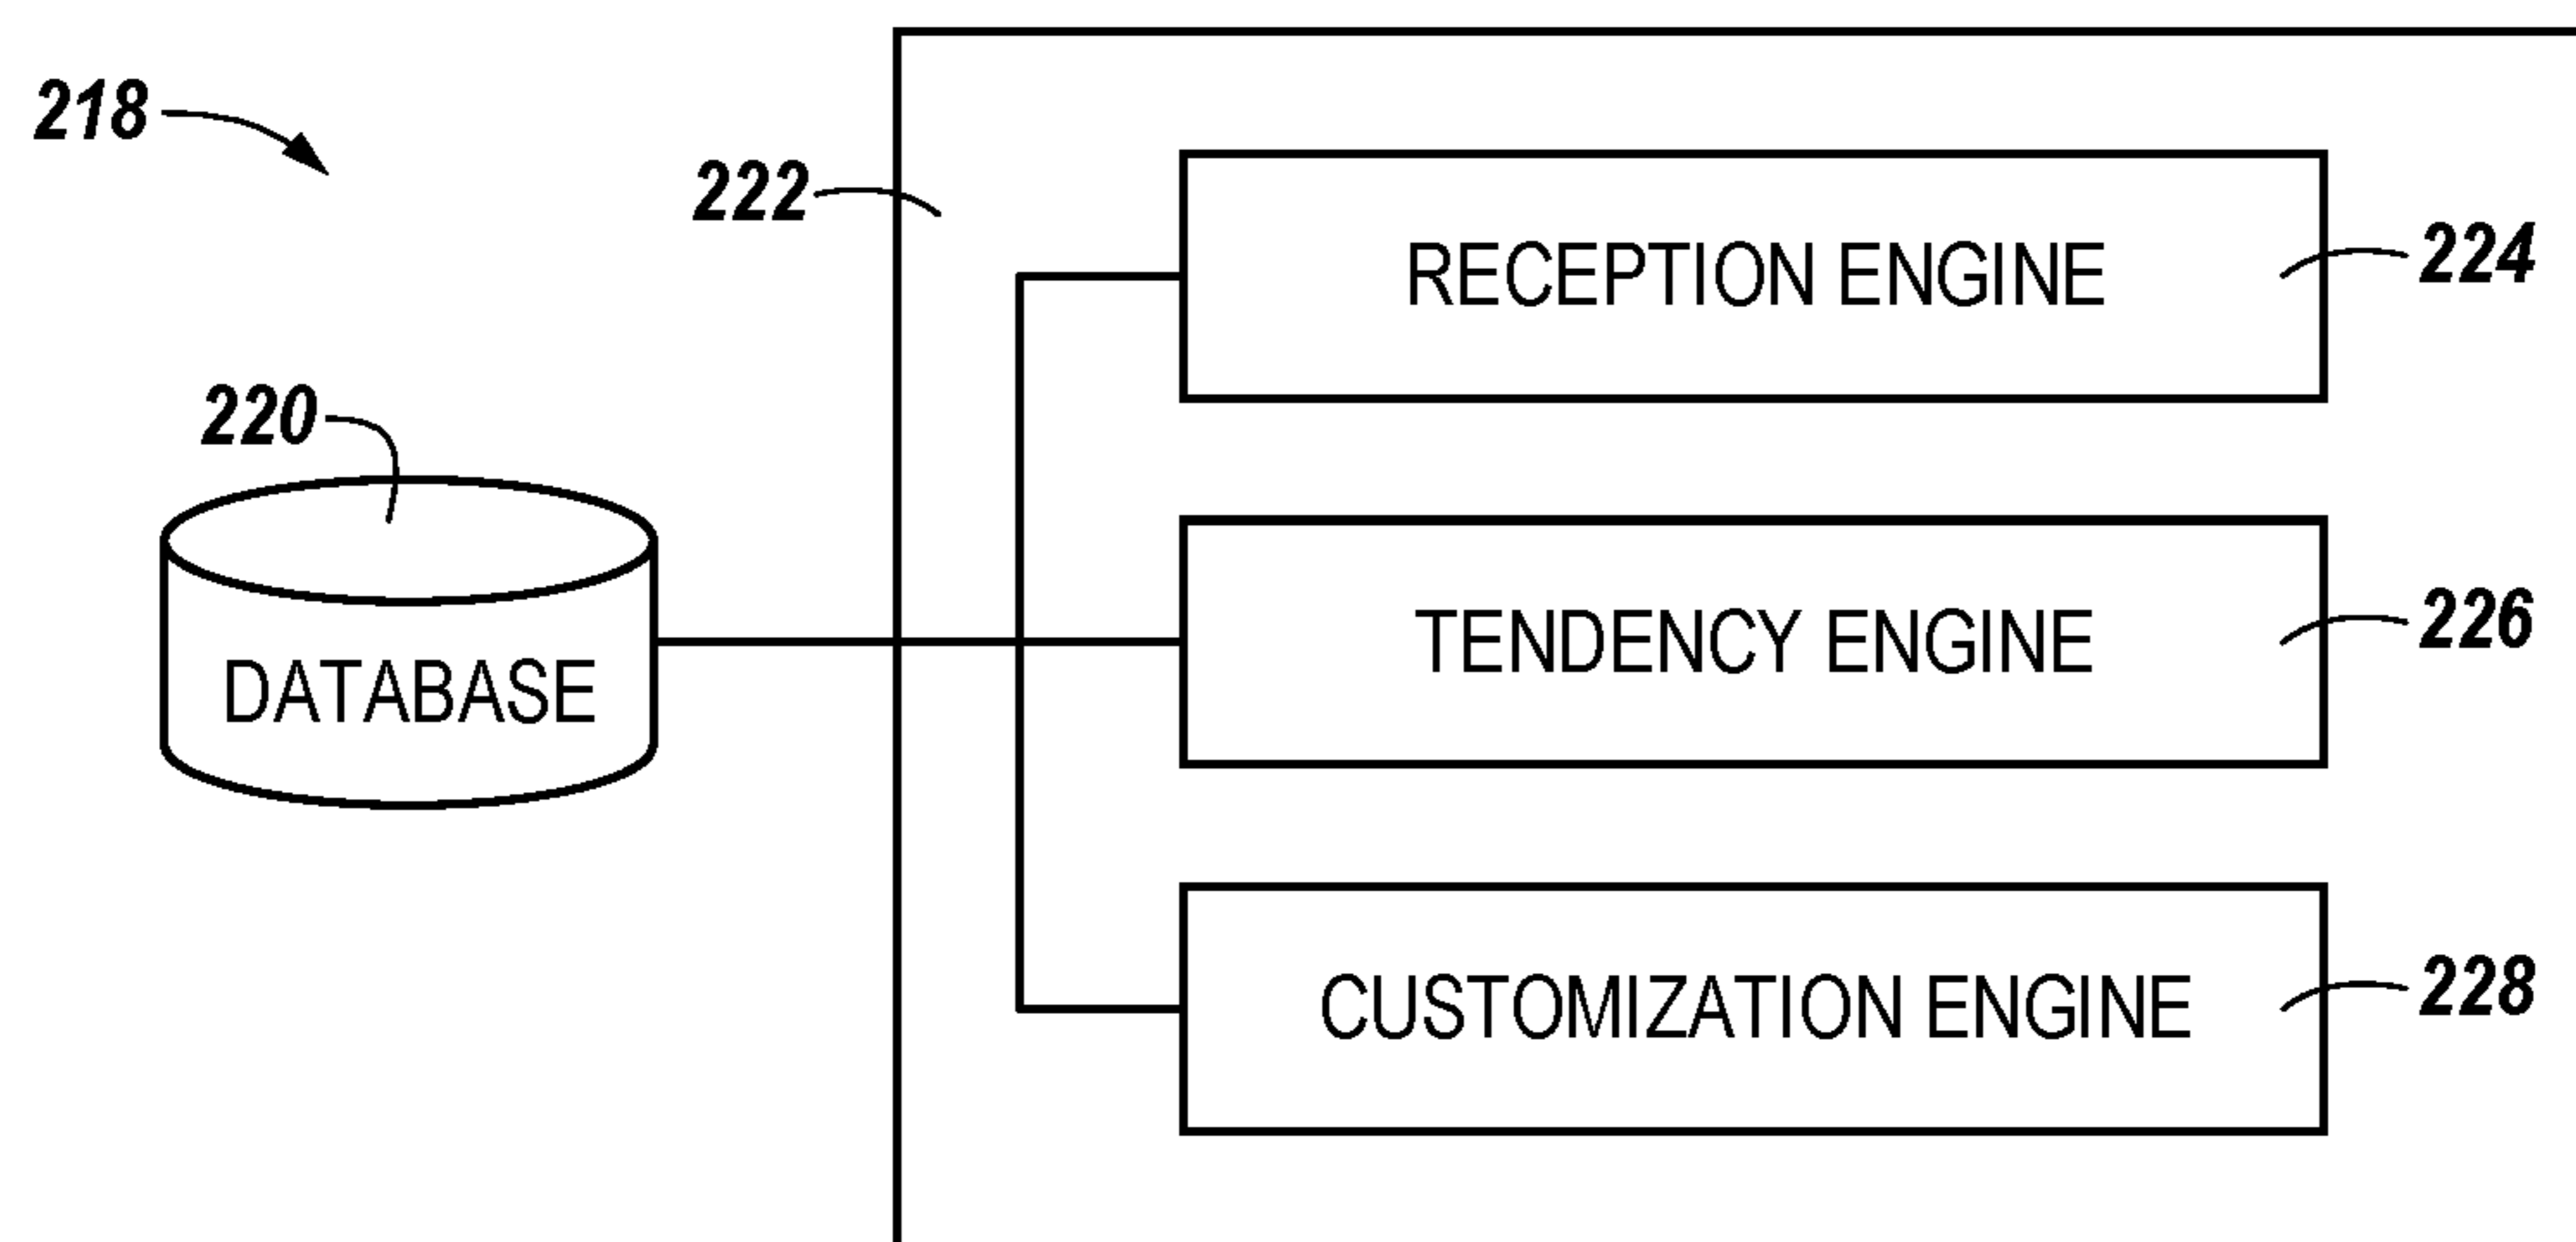 218
222
RECEPTION ENGINE
224
220
DATABASE
TENDENCY ENGINE
226
CUSTOMIZATION ENGINE
228